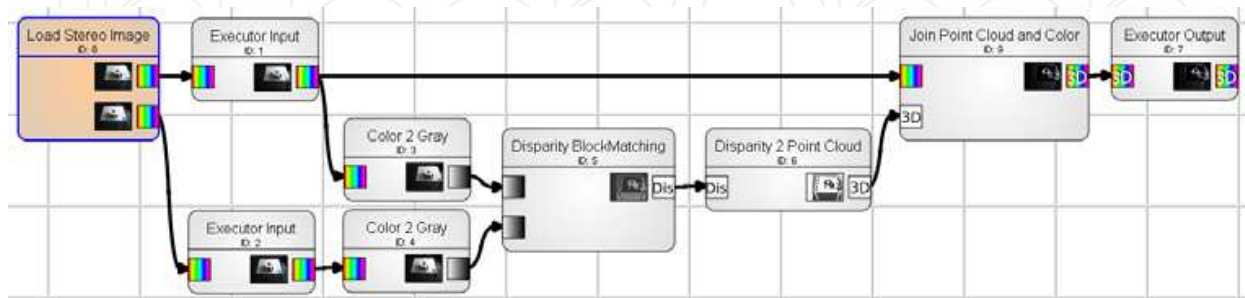 Load Stereo Image
ID: 8
Executor Input
ID: 1
Join Point Cloud and Color
ID: 9
3D
3D
Executor Output
ID: 7
3D
3D
Color 2 Gray
ID: 3
Disparity BlockMatching
ID: 5
Dis
Disparity 2 Point Cloud
ID: 6
Dis
3D
Executor Input
ID: 2
Color 2 Gray
ID: 4